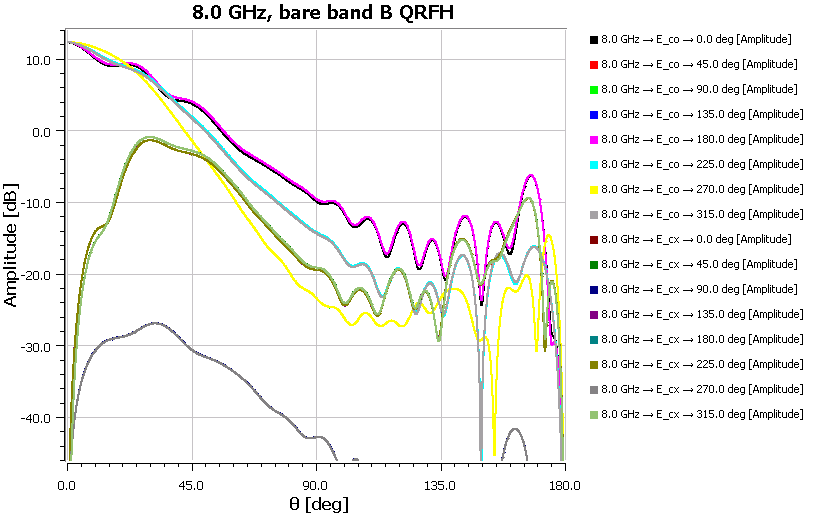 8.0 GHz, bare band B QRFH
Amplitude [dB]
10.0
0.0
-10.0
-20.0
-30.0
-40.0
0.0 45.0 90.0 135.0 180.0
θ [deg]
8.0 GHz → E_co → 0.0 deg [Amplitude]
8.0 GHz → E_co → 45.0 deg [Amplitude]
8.0 GHz → E_co → 90.0 deg [Amplitude]
8.0 GHz → E_co → 135.0 deg [Amplitude]
8.0 GHz → E_co → 180.0 deg [Amplitude]
8.0 GHz → E_co → 225.0 deg [Amplitude]
8.0 GHz → E_co → 270.0 deg [Amplitude]
8.0 GHz → E_co → 315.0 deg [Amplitude]
8.0 GHz → E_cx → 0.0 deg [Amplitude]
8.0 GHz → E_cx → 45.0 deg [Amplitude]
8.0 GHz → E_cx → 90.0 deg [Amplitude]
8.0 GHz → E_cx → 135.0 deg [Amplitude]
8.0 GHz → E_cx → 180.0 deg [Amplitude]
8.0 GHz → E_cx → 225.0 deg [Amplitude]
8.0 GHz → E_cx → 270.0 deg [Amplitude]
8.0 GHz → E_cx → 315.0 deg [Amplitude]